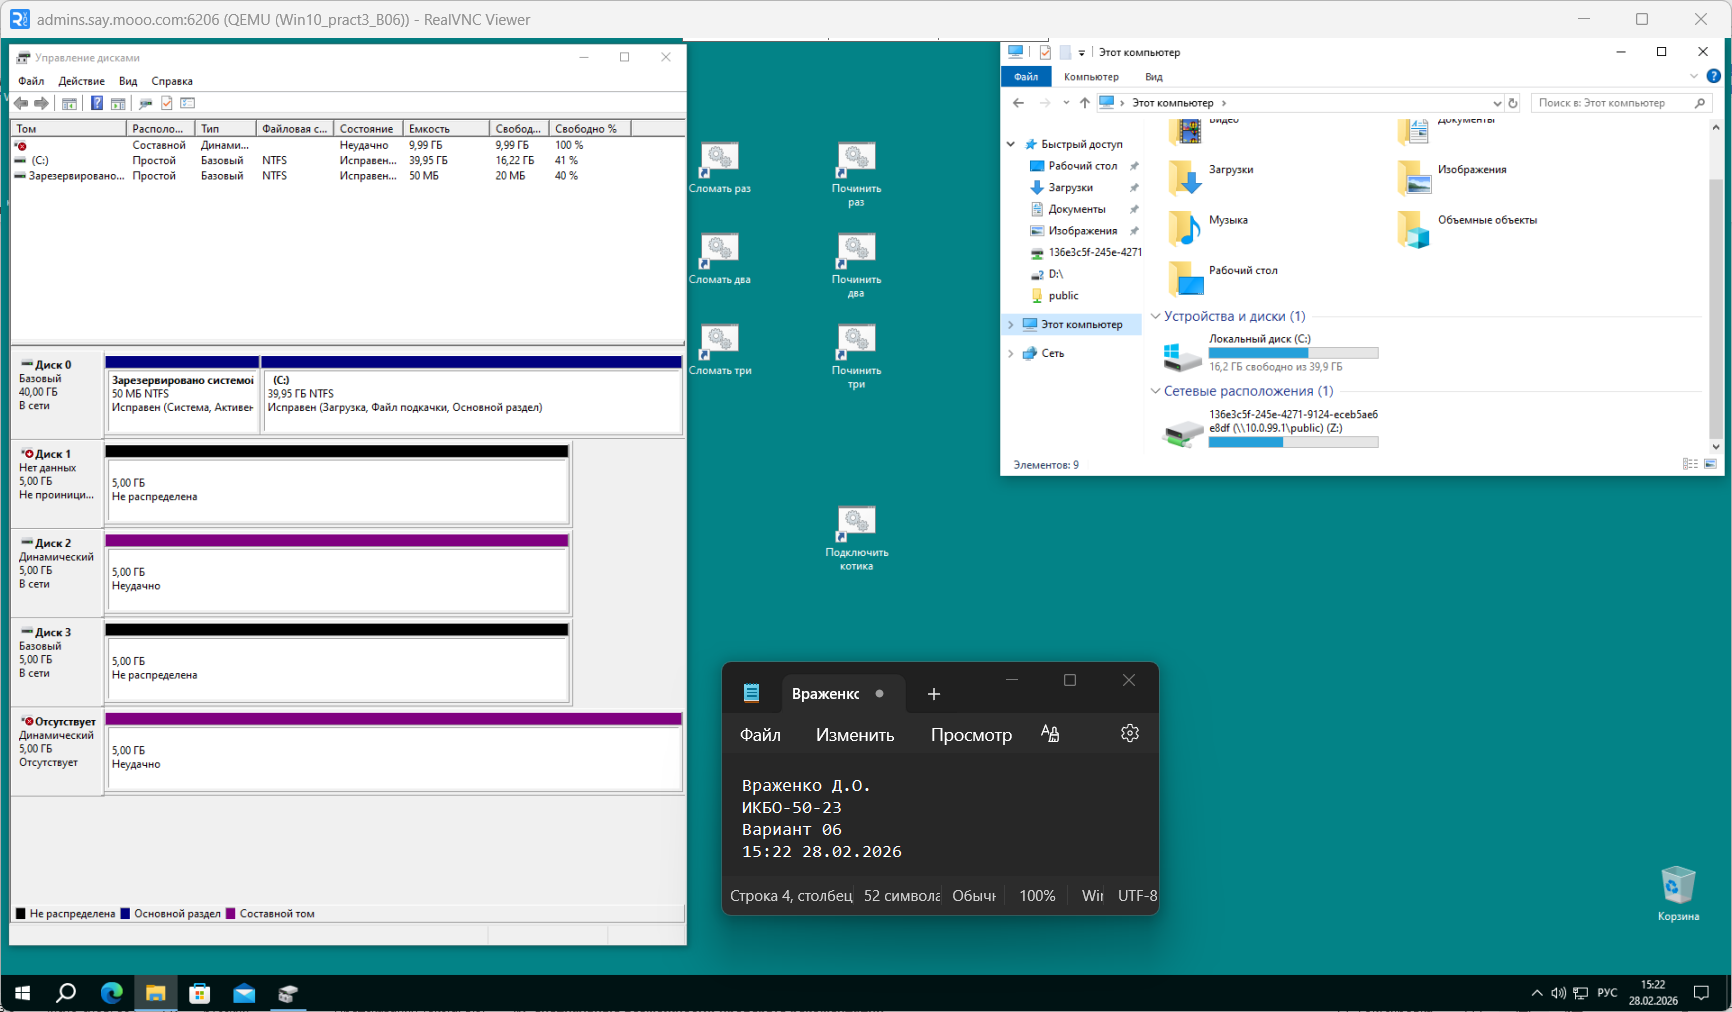 admins.say.mooo.com:6206 (QEMU (Win10_pract3_B06)) - RealVNC Viewer
Управление дисками
Файл Действие Вид Справка
Том Располо... Тип Файловая с... Состояние Емкость Свобод... Свободно %
Составной Динами... Неудачно 9,99 ГБ 9,99 ГБ 100 %
(C:) Простой Базовый NTFS Исправен... 39,95 ГБ 16,22 ГБ 41 %
Зарезервировано... Простой Базовый NTFS Исправен... 50 МБ 20 МБ 40 %
Диск 0
Базовый
40,00 ГБ
В сети
Зарезервировано системой
50 МБ NTFS
Исправен (Система, Активен
(C:)
39,95 ГБ NTFS
Исправен (Загрузка, Файл подкачки, Основной раздел)
Диск 1
Нет данных
5,00 ГБ
Не проиници...
5,00 ГБ
Не распределена
Диск 2
Динамический
5,00 ГБ
В сети
5,00 ГБ
Неудачно
Диск 3
Базовый
5,00 ГБ
В сети
5,00 ГБ
Не распределена
Отсутствует
Динамический
5,00 ГБ
Отсутствует
5,00 ГБ
Неудачно
Не распределена Основной раздел Составной том
Сломать раз
Починить
раз
Сломать два
Починить
два
Сломать три
Починить
три
Подключить
котика
Этот компьютер
Файл Компьютер Вид
Этот компьютер
Поиск в: Этот компьютер
Быстрый доступ
Рабочий стол
Загрузки
Документы
Изображения
136e3c5f-245e-4271
D:\
public
Этот компьютер
Сеть
Видео
Документы
Загрузки
Изображения
Музыка
Объемные объекты
Рабочий стол
Устройства и диски (1)
Локальный диск (C:)
16,2 ГБ свободно из 39,9 ГБ
Сетевые расположения (1)
136e3c5f-245e-4271-9124-eceb5ae6
e8df (\\10.0.99.1\public) (Z:)
Элементов: 9
Враженко
Файл Изменить Просмотр
Враженко Д.О.
ИКБО-50-23
Вариант 06
15:22 28.02.2026
Строка 4, столбец 52 символа Обычн 100% Win UTF-8
Корзина
РУС
15:22
28.02.2026